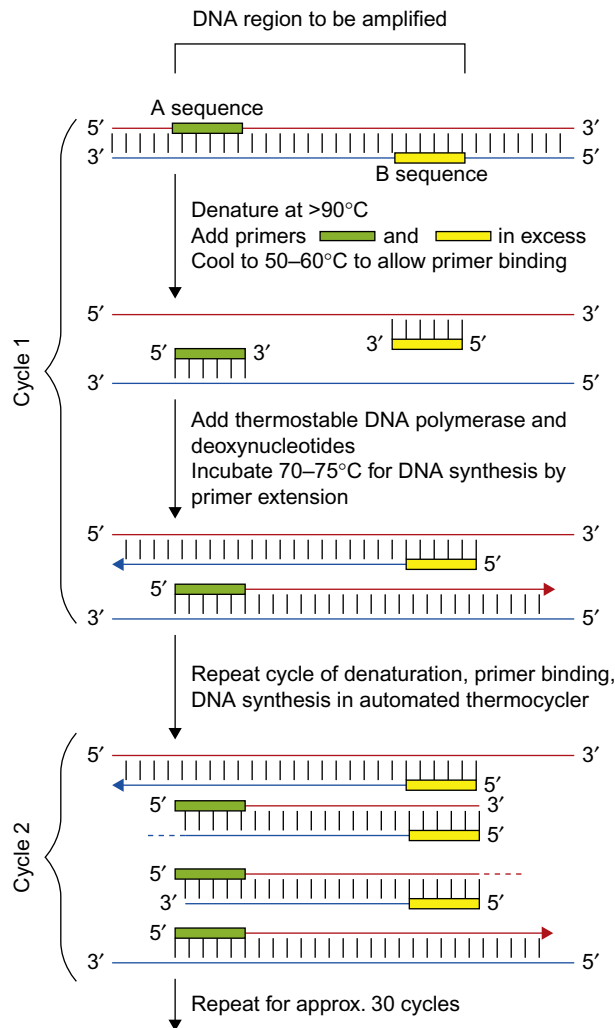 DNA region to be amplified
A sequence
5′ 3′
3′ 5′
B sequence
Denature at >90°C
Add primers and in excess
Cool to 50–60°C to allow primer binding
5′ 3′
3′ 5′
5′ 3′
3′ 5′
Cycle 1
Add thermostable DNA polymerase and
deoxynucleotides
Incubate 70–75°C for DNA synthesis by
primer extension
5′ 3′
5′
5′
3′ 5′
Repeat cycle of denaturation, primer binding,
DNA synthesis in automated thermocycler
5′ 3′
5′
5′ 3′
5′
Cycle 2
5′
3′ 5′
5′
3′ 5′
Repeat for approx. 30 cycles